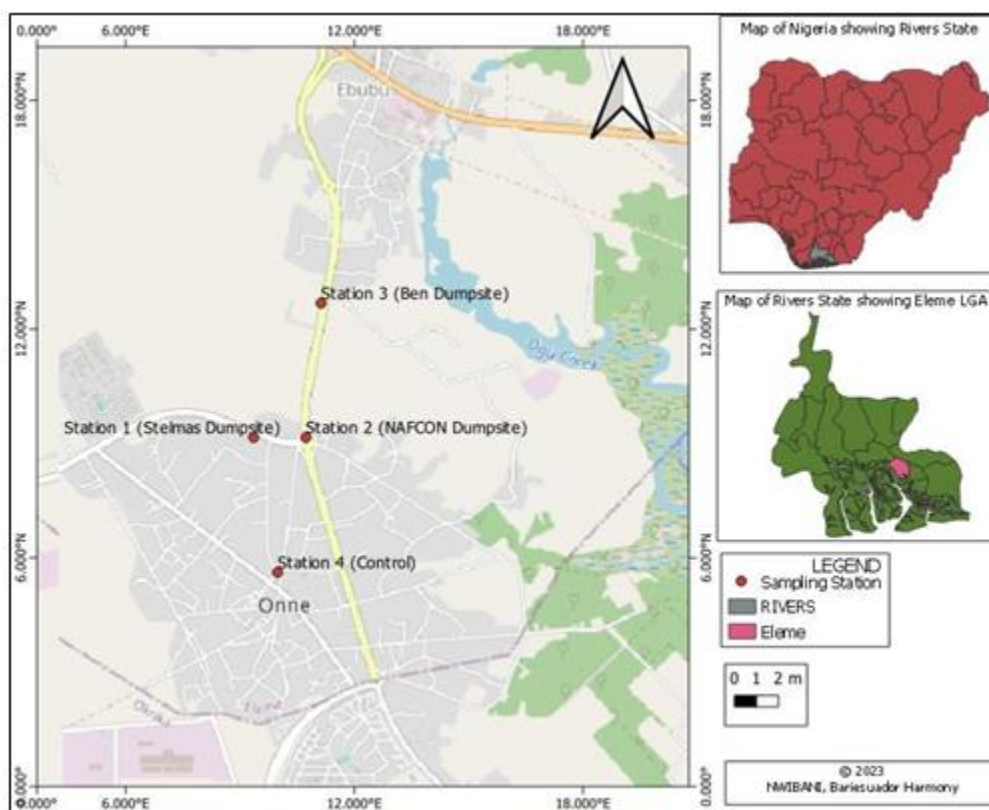 0.000°E 6.000°E 12.000°E 18.000°E
18.000°N
12.000°N
6.000°N
0.000°
Ebubu
Station 3 (Ben Dumpsite)
Station 1 (Stelmas Dumpsite)
Station 2 (NAFCON Dumpsite)
Station 4 (Control)
Onne
Okrika
18.000°N
12.000°N
6.000°N
0.000°
6.000°E 12.000°E 18.000°E
Map of Nigeria showing Rivers State
Map of Rivers State showing Eleme LGA
LEGEND
Sampling Station
RIVERS
Eleme
0 1 2 m
© 2023
NWIBANI, Bariesuador Harmony